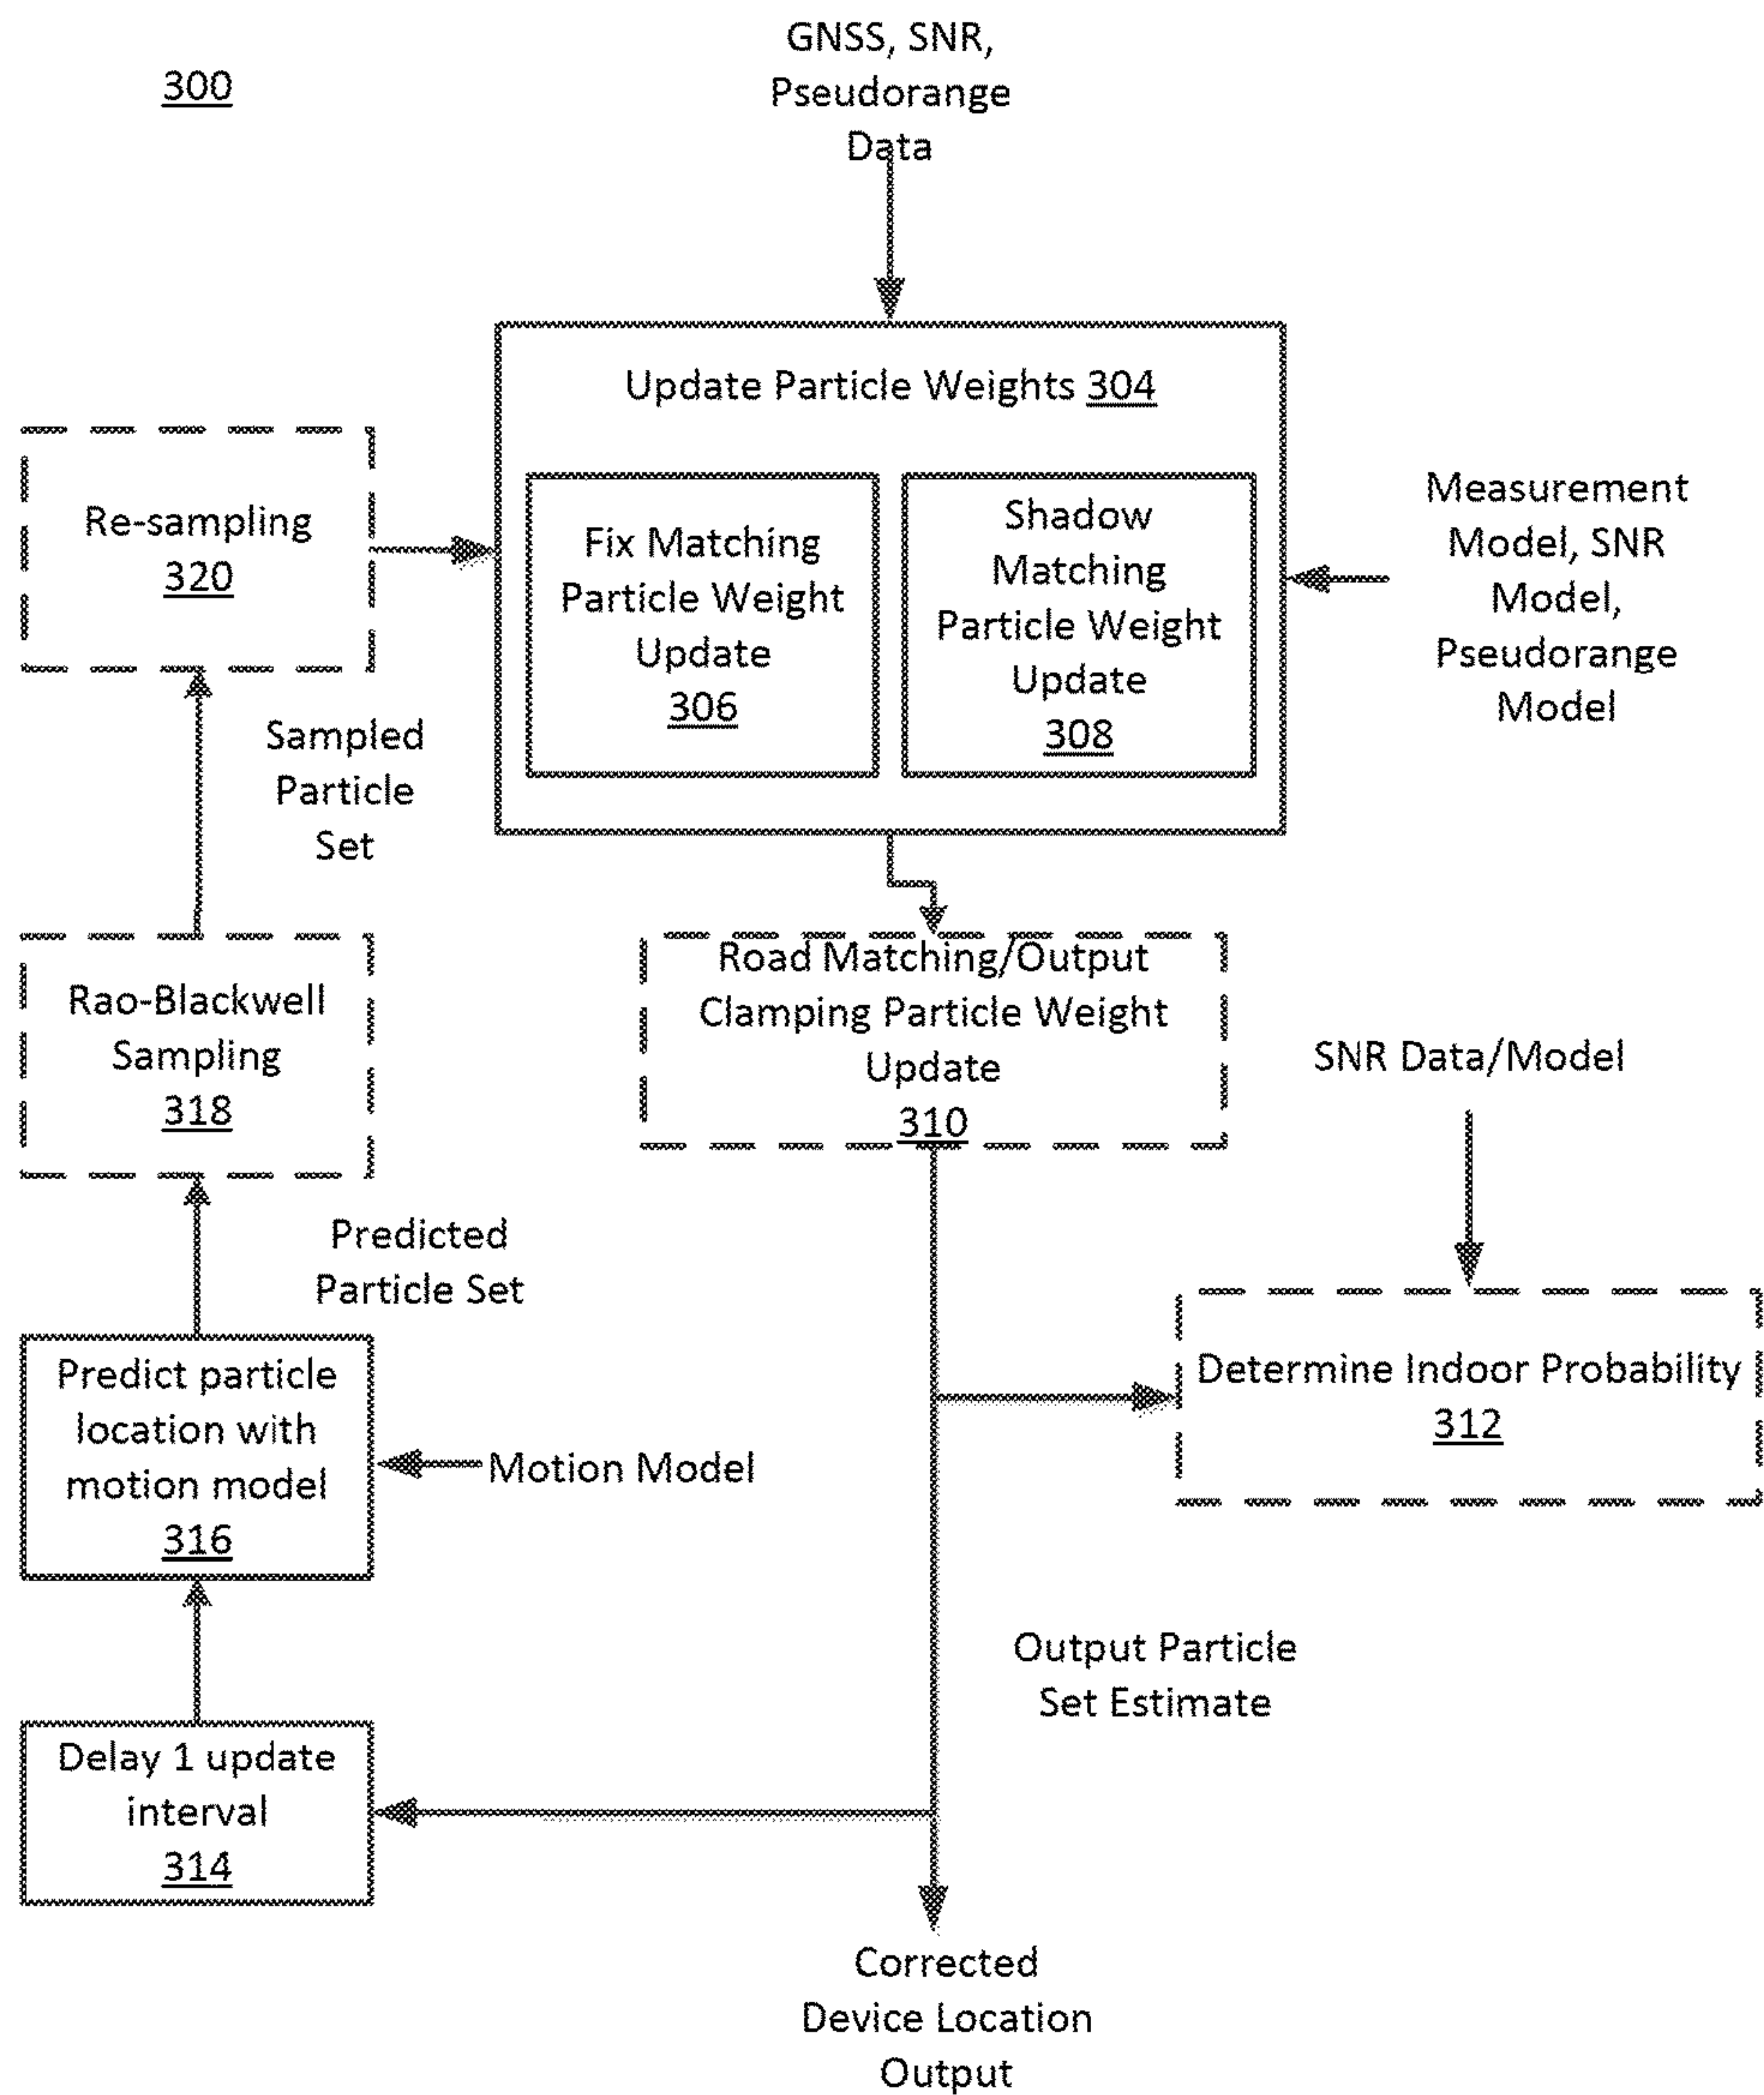 300
GNSS, SNR,
Pseudorange
Data
Update Particle Weights 304
Re-sampling
320
Fix Matching
Particle Weight
Update
306
Shadow
Matching
Particle Weight
Update
308
Measurement
Model, SNR
Model,
Pseudorange
Model
Sampled
Particle
Set
Rao-Blackwell
Sampling
318
Road Matching/Output
Clamping Particle Weight
Update
310
SNR Data/Model
Predicted
Particle Set
Determine Indoor Probability
312
Predict particle
location with
motion model
316
Motion Model
Output Particle
Set Estimate
Delay 1 update
interval
314
Corrected
Device Location
Output